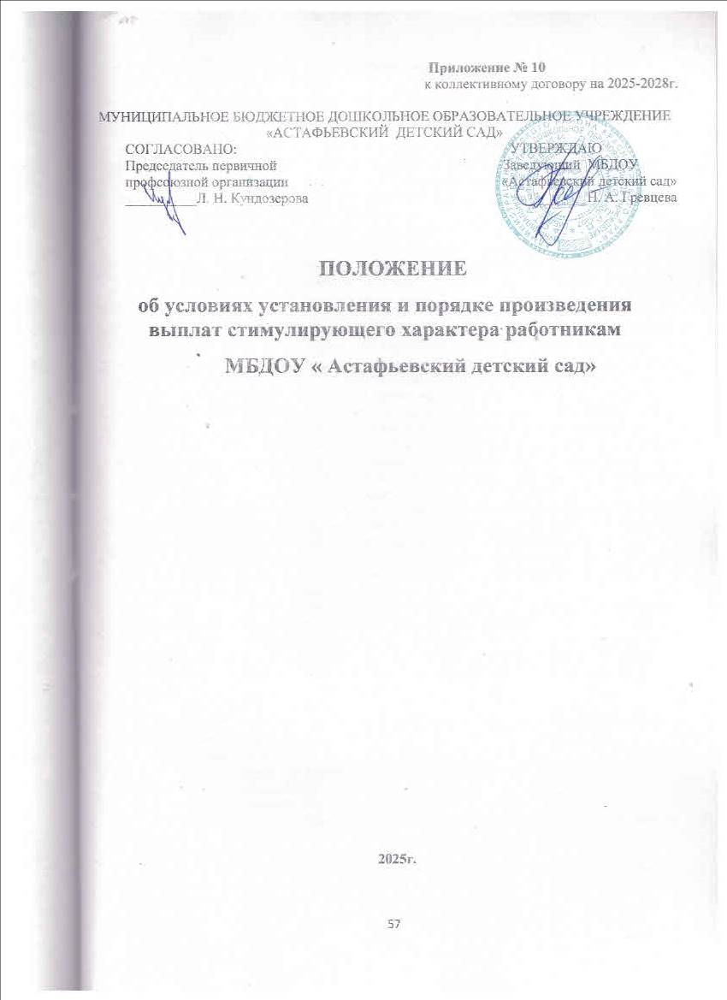 Приложение № 10
к коллективному договору на 2025-2028г.
МУНИЦИПАЛЬНОЕ БЮДЖЕТНОЕ ДОШКОЛЬНОЕ ОБРАЗОВАТЕЛЬНОЕ УЧРЕЖДЕНИЕ
«АСТАФЬЕВСКИЙ ДЕТСКИЙ САД»
СОГЛАСОВАНО: УТВЕРЖДАЮ
Председатель первичной Заведующий МБДОУ
профсоюзной организации «Астафьевский детский сад»
___________Л. Н. Кундозерова Н. А. Гревцева
ПОЛОЖЕНИЕ
об условиях установления и порядке произведения
выплат стимулирующего характера работникам
МБДОУ « Астафьевский детский сад»
2025г.
57